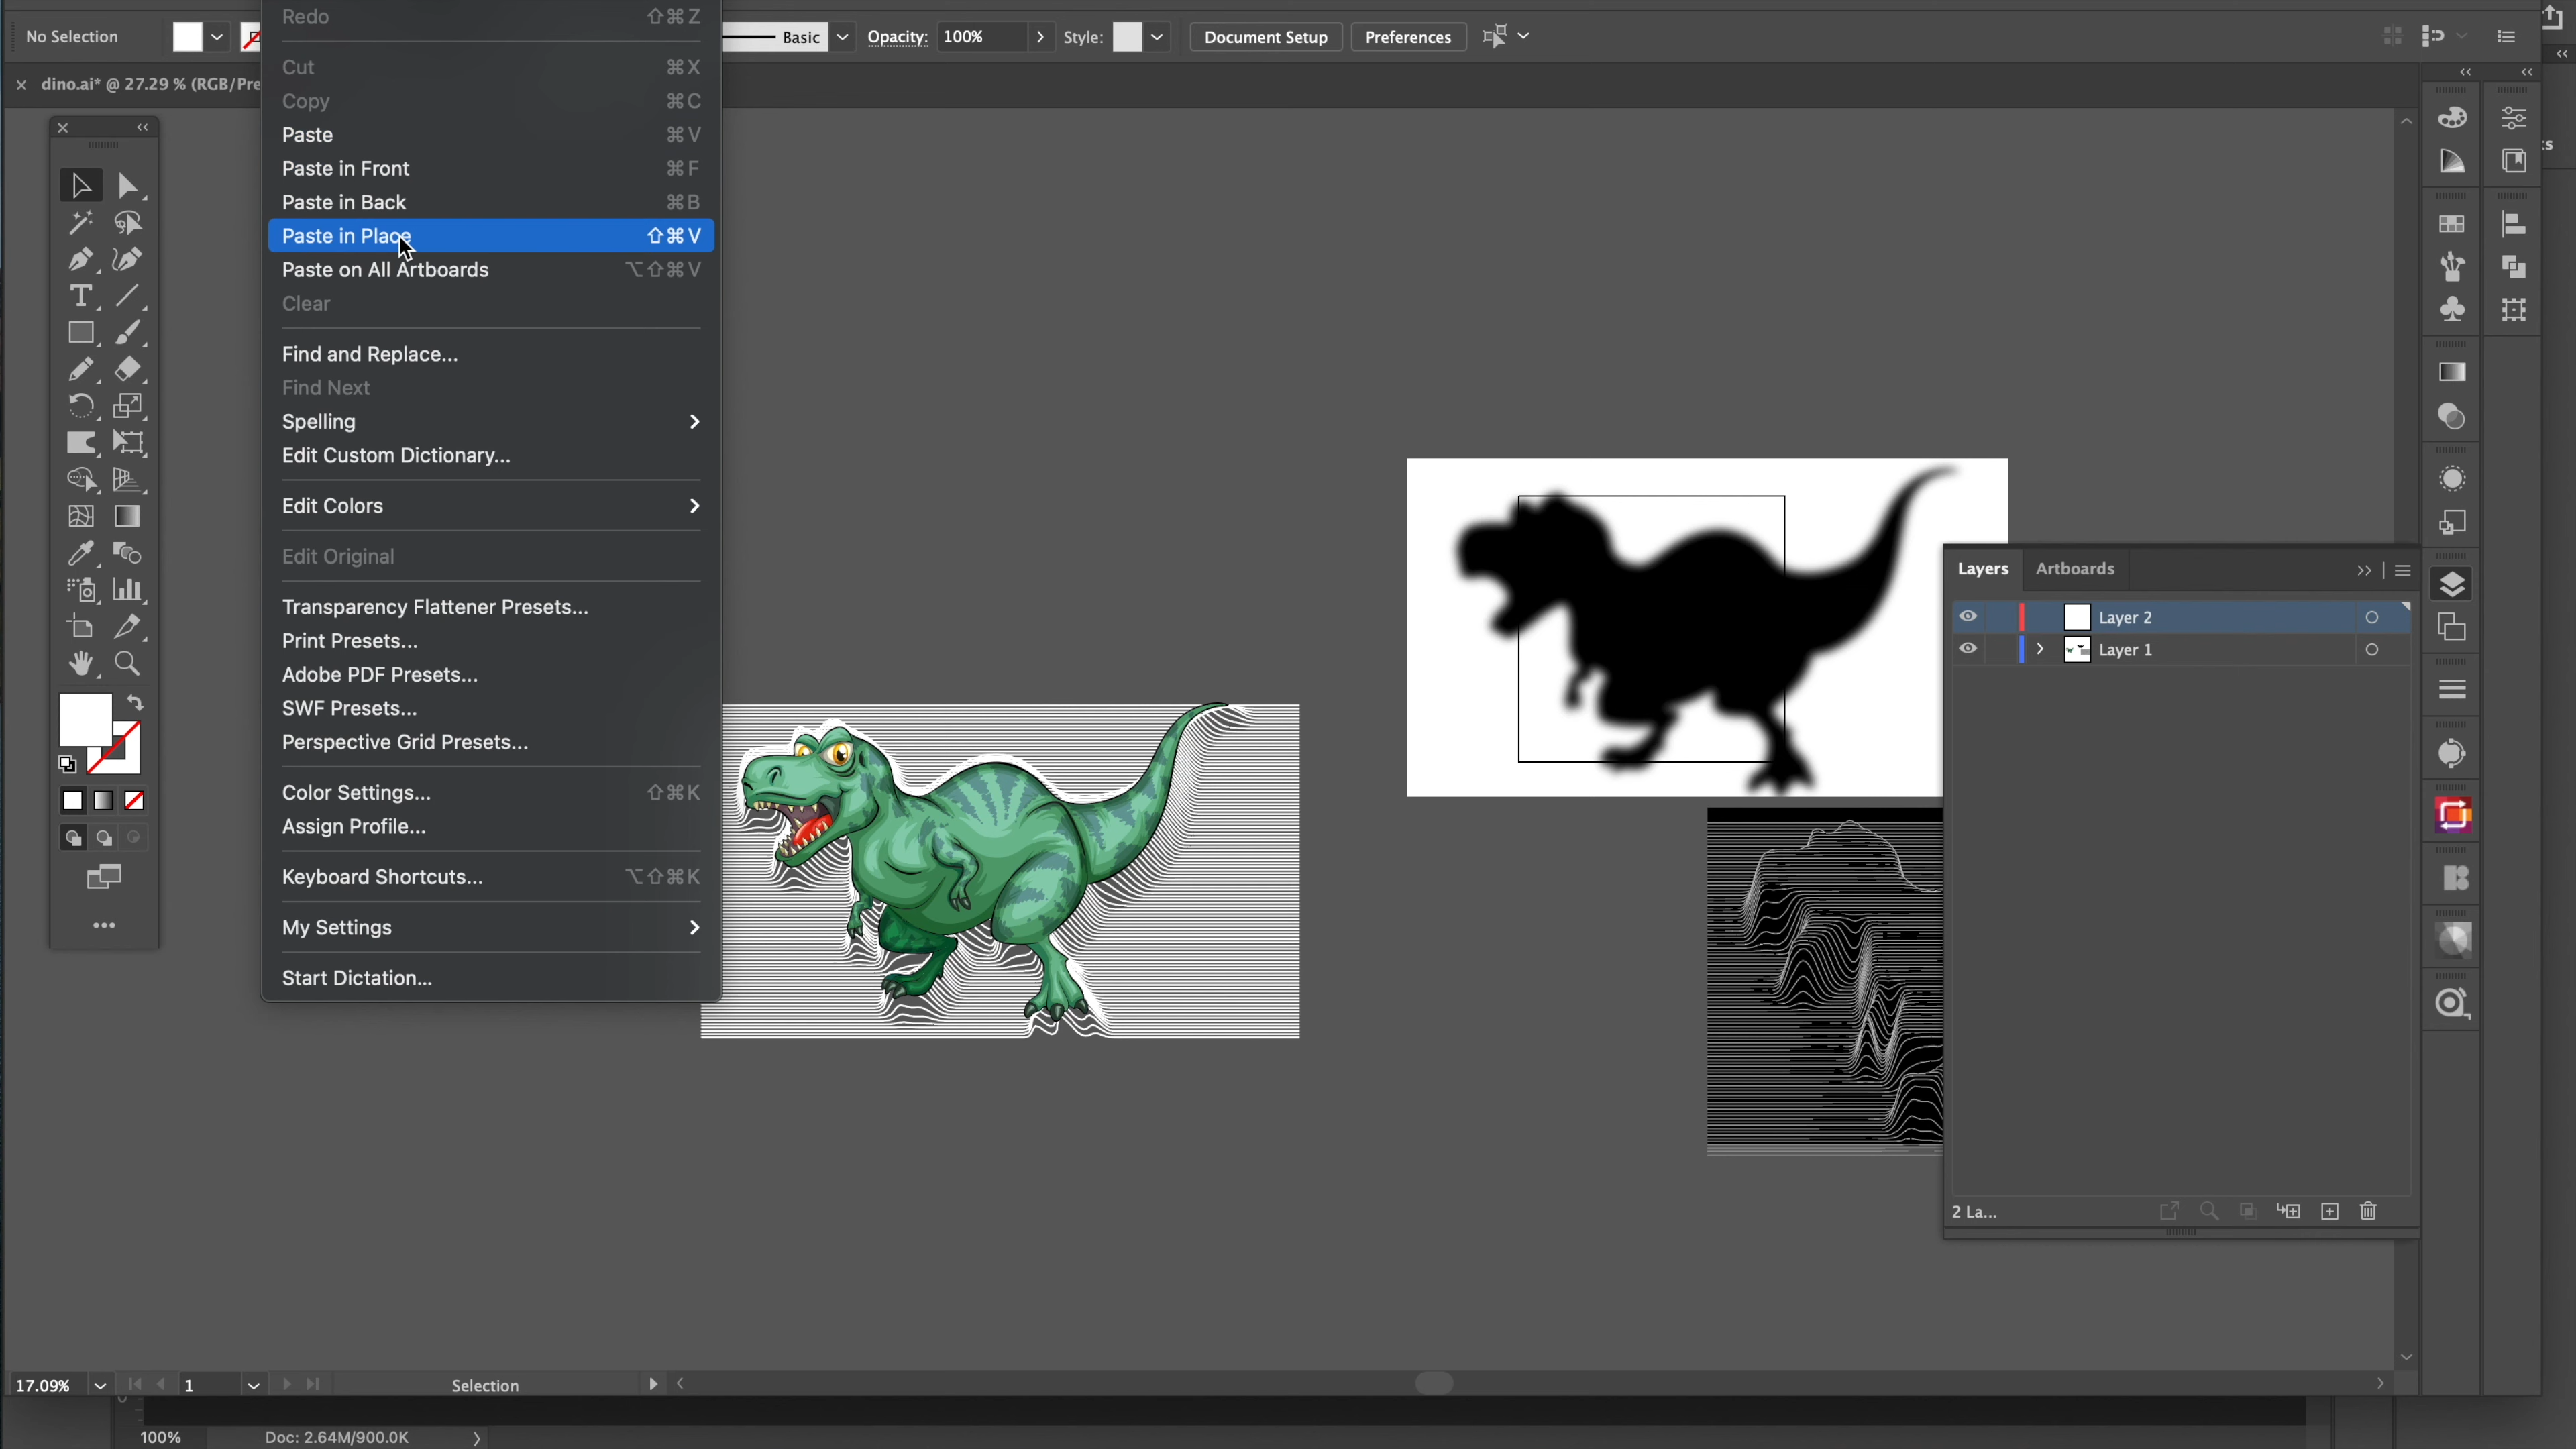 Redo ⇧⌘Z
No Selection
Basic
Opacity: 100%
Style:
Document Setup
Preferences
Cut ⌘X
dino.ai* @ 27.29 % (RGB/Pre
Copy ⌘C
Paste ⌘V
Paste in Front ⌘F
Paste in Back ⌘B
Paste in Place ⇧⌘V
Paste on All Artboards ⌥⇧⌘V
Clear
Find and Replace...
Find Next
Spelling
Edit Custom Dictionary...
Edit Colors
Edit Original
Transparency Flattener Presets...
Print Presets...
Adobe PDF Presets...
SWF Presets...
Perspective Grid Presets...
Color Settings... ⇧⌘K
Assign Profile...
Keyboard Shortcuts... ⌥⇧⌘K
My Settings
Start Dictation...
Layers Artboards
Layer 2
Layer 1
2 La...
17.09% 1 Selection
100% Doc: 2.64M/900.0K